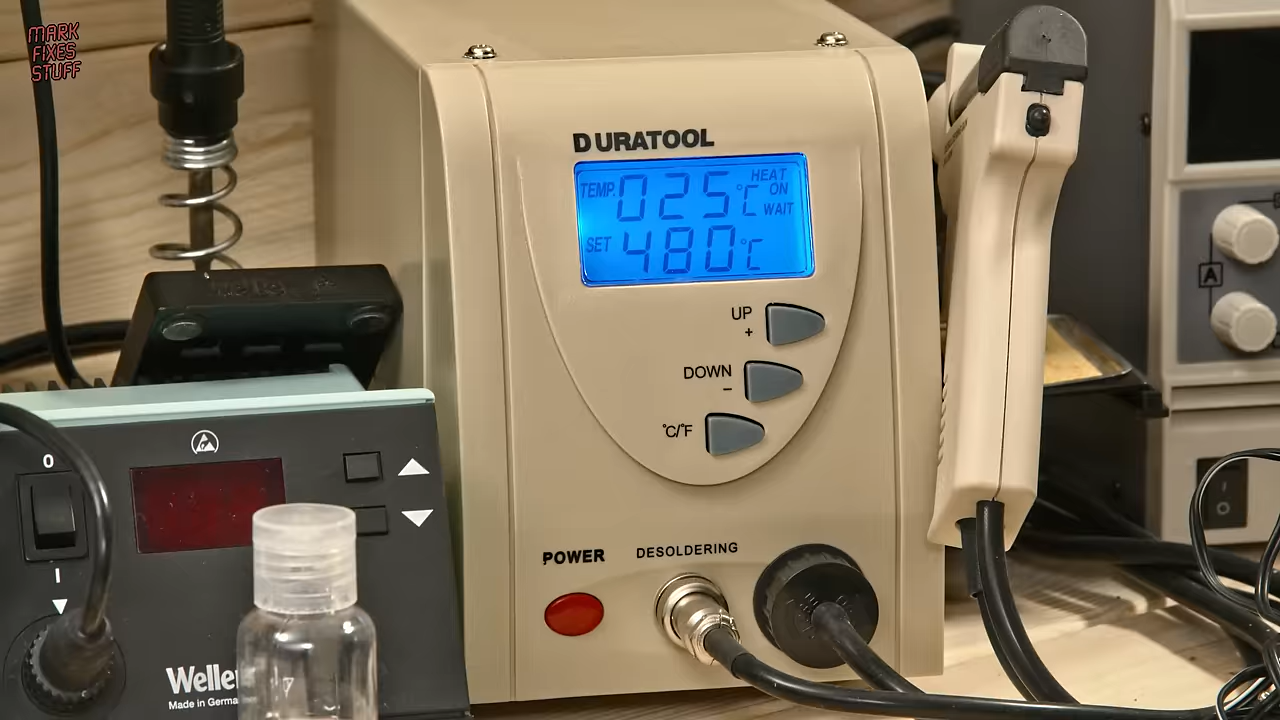 MARK
FIXES
STUFF
DURATOOL
TEMP. 025°C HEAT ON WAIT
SET 480°C
UP
+
DOWN
–
°C/°F
POWER
DESOLDERING
0
I
Weller
Made in Germa
A